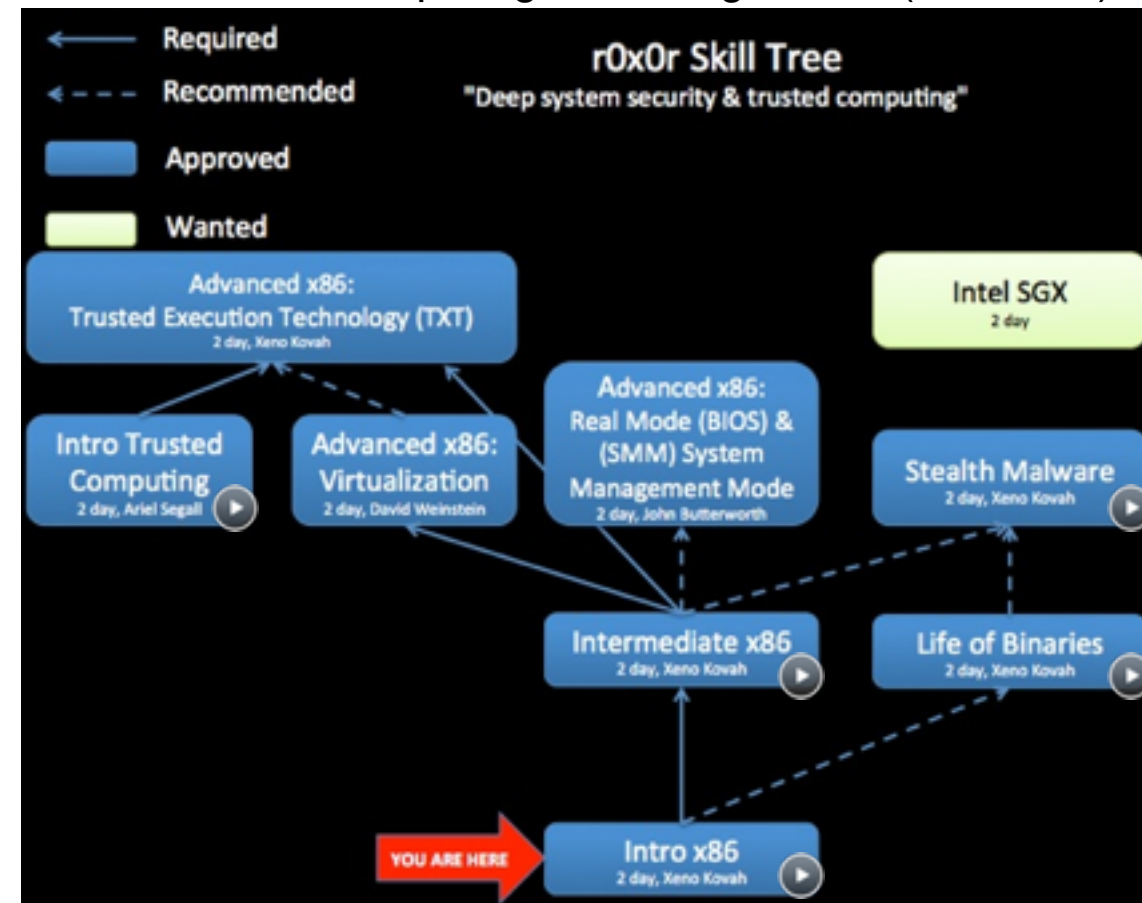 Required
Recommended
Approved
Wanted
r0x0r Skill Tree
"Deep system security & trusted computing"
Advanced x86:
Trusted Execution Technology (TXT)
2 day, Xeno Kovah
Intel SGX
2 day
Advanced x86:
Real Mode (BIOS) &
(SMM) System
Management Mode
2 day, John Butterworth
Intro Trusted
Computing
2 day, Ariel Segall
Advanced x86:
Virtualization
2 day, David Weinstein
Stealth Malware
2 day, Xeno Kovah
Intermediate x86
2 day, Xeno Kovah
Life of Binaries
2 day, Xeno Kovah
YOU ARE HERE
Intro x86
2 day, Xeno Kovah